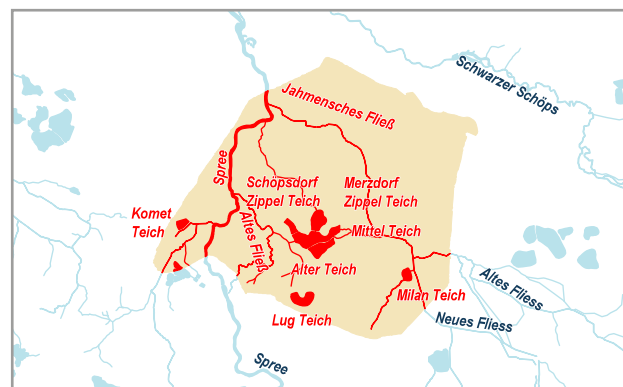 Schwarzer Schöps
Jahmensches Fließ
Spree
Schöpsdorf
Zippel Teich
Merzdorf
Zippel Teich
Komet
Teich
Altes Fließ
Mittel Teich
Alter Teich
Milan Teich
Altes Fliess
Lug Teich
Neues Fliess
Spree